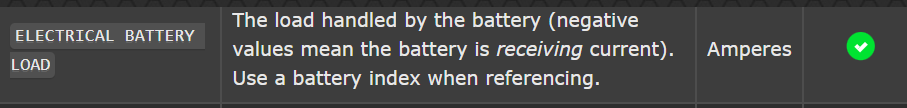 ELECTRICAL BATTERY
LOAD
The load handled by the battery (negative
values mean the battery is receiving current).
Use a battery index when referencing.
Amperes